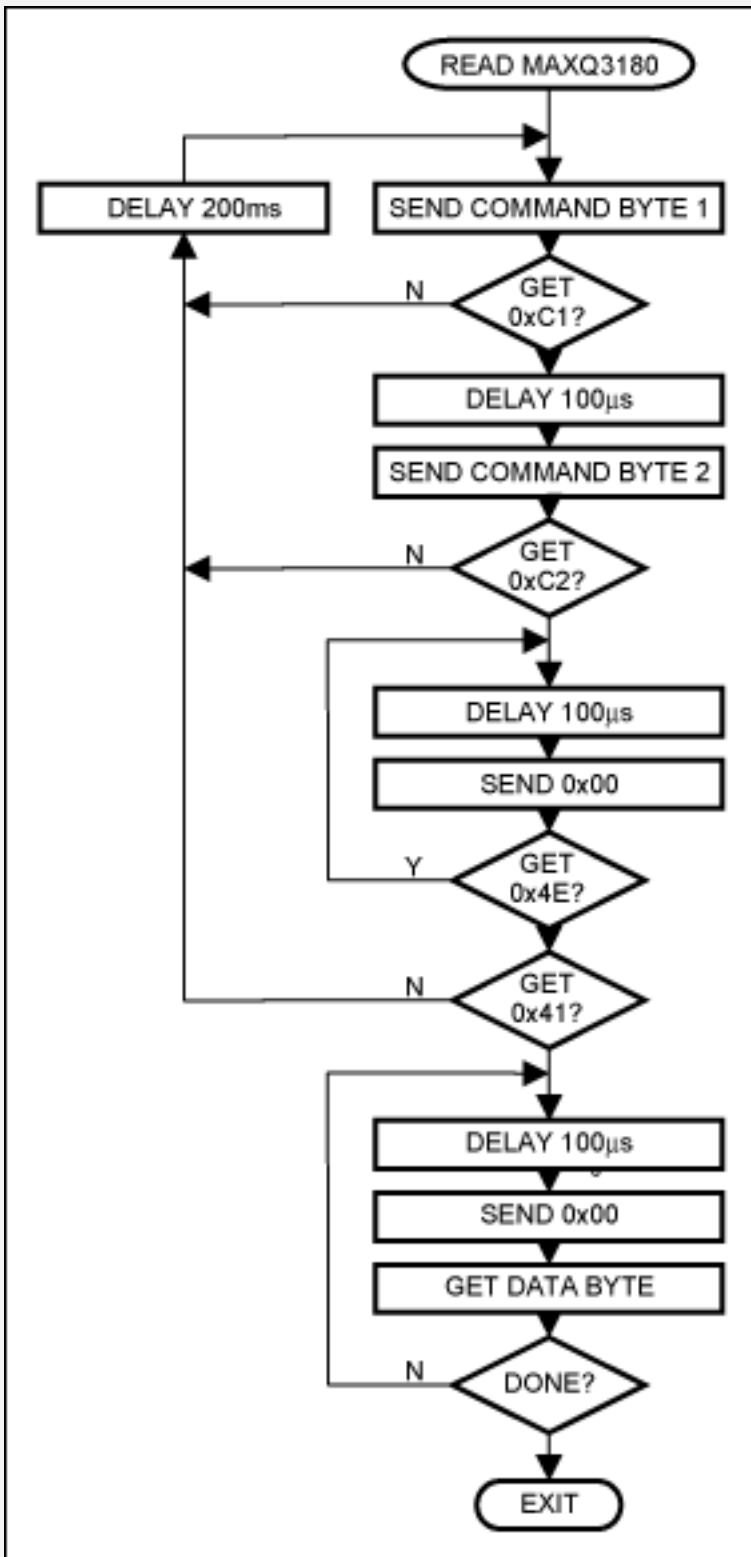 READ MAXQ3180
DELAY 200ms
SEND COMMAND BYTE 1
N
GET
0xC1?
DELAY 100µs
SEND COMMAND BYTE 2
N
GET
0xC2?
DELAY 100µs
SEND 0x00
Y
GET
0x4E?
N
GET
0x41?
DELAY 100µs
SEND 0x00
GET DATA BYTE
N
DONE?
EXIT